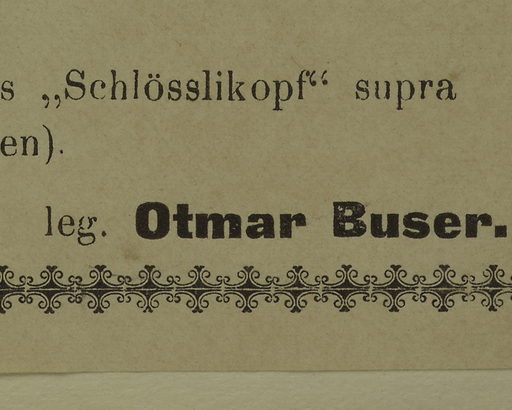 s „Schlösslikopf“ supra
en).
leg. Otmar Buser.